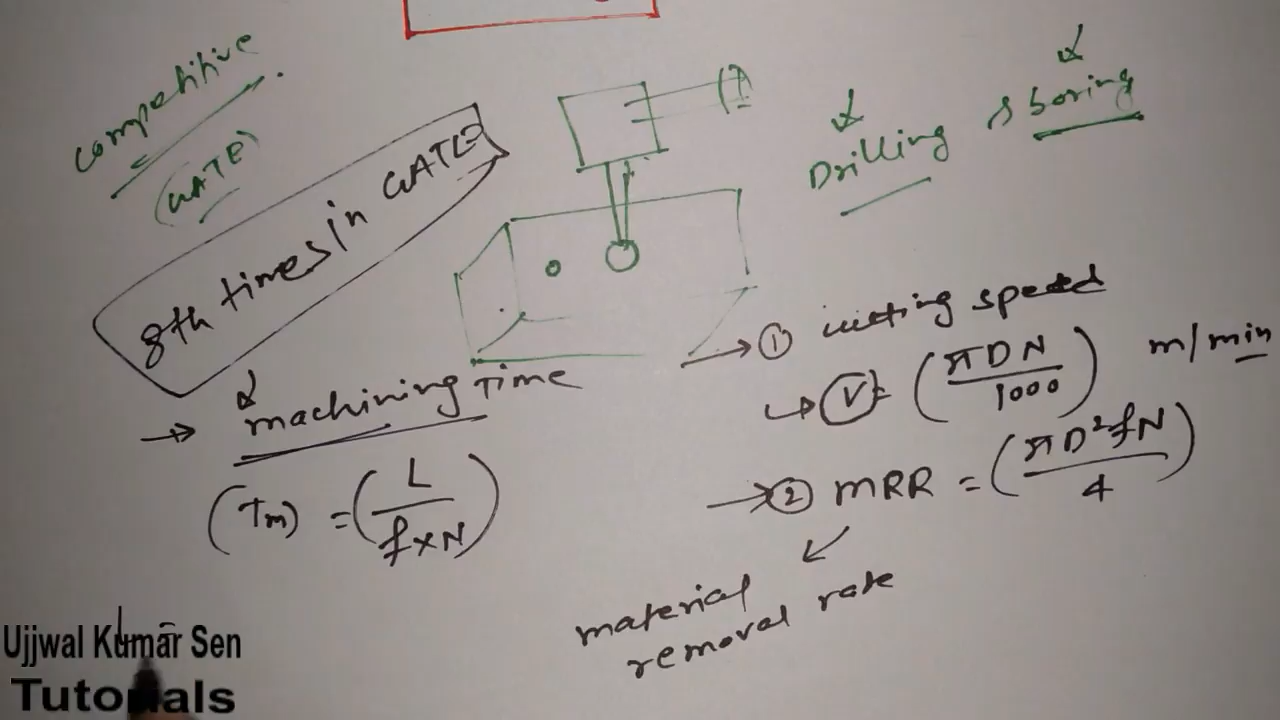 competitive
(GATE)
8th times in GATE
(?)
Drilling & boring
→ machining Time
(Tm) = (L / f×N)
→ ① cutting speed
↳ (V) = (πDN / 1000) m/min
→ ② MRR = (πD²fN / 4)
material
removal rate
Ujjwal Kumar Sen
Tutorials